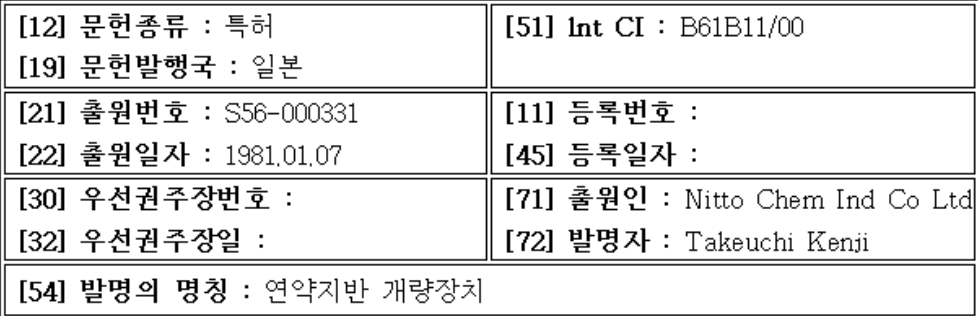 [12] 문헌종류 : 특허
[19] 문헌발행국 : 일본
[51] Int Cl : B61B11/00
[21] 출원번호 : S56-000331
[22] 출원일자 : 1981.01.07
[11] 등록번호 :
[45] 등록일자 :
[30] 우선권주장번호 :
[32] 우선권주장일 :
[71] 출원인 : Nitto Chem Ind Co Ltd
[72] 발명자 : Takeuchi Kenji
[54] 발명의 명칭 : 연약지반 개량장치